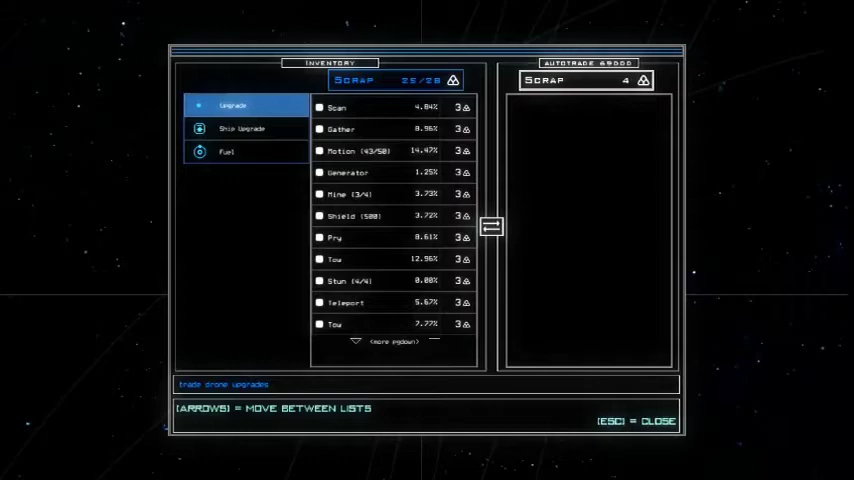 INVENTORY
AUTOTRADE 69000
SCRAP 25/28
SCRAP 4
Upgrade
Ship Upgrade
Fuel
Scan 4.84% 3
Gather 8.96% 3
Motion (43/50) 14.47% 3
Generator 1.25% 3
Mine (3/4) 3.73% 3
Shield (500) 3.72% 3
Pry 8.61% 3
Tow 12.96% 3
Stun (4/4) 0.00% 3
Teleport 5.67% 3
Tow 7.77% 3
(more pgdown)
trade drone upgrades
[ARROWS] = MOVE BETWEEN LISTS
[ESC] = CLOSE